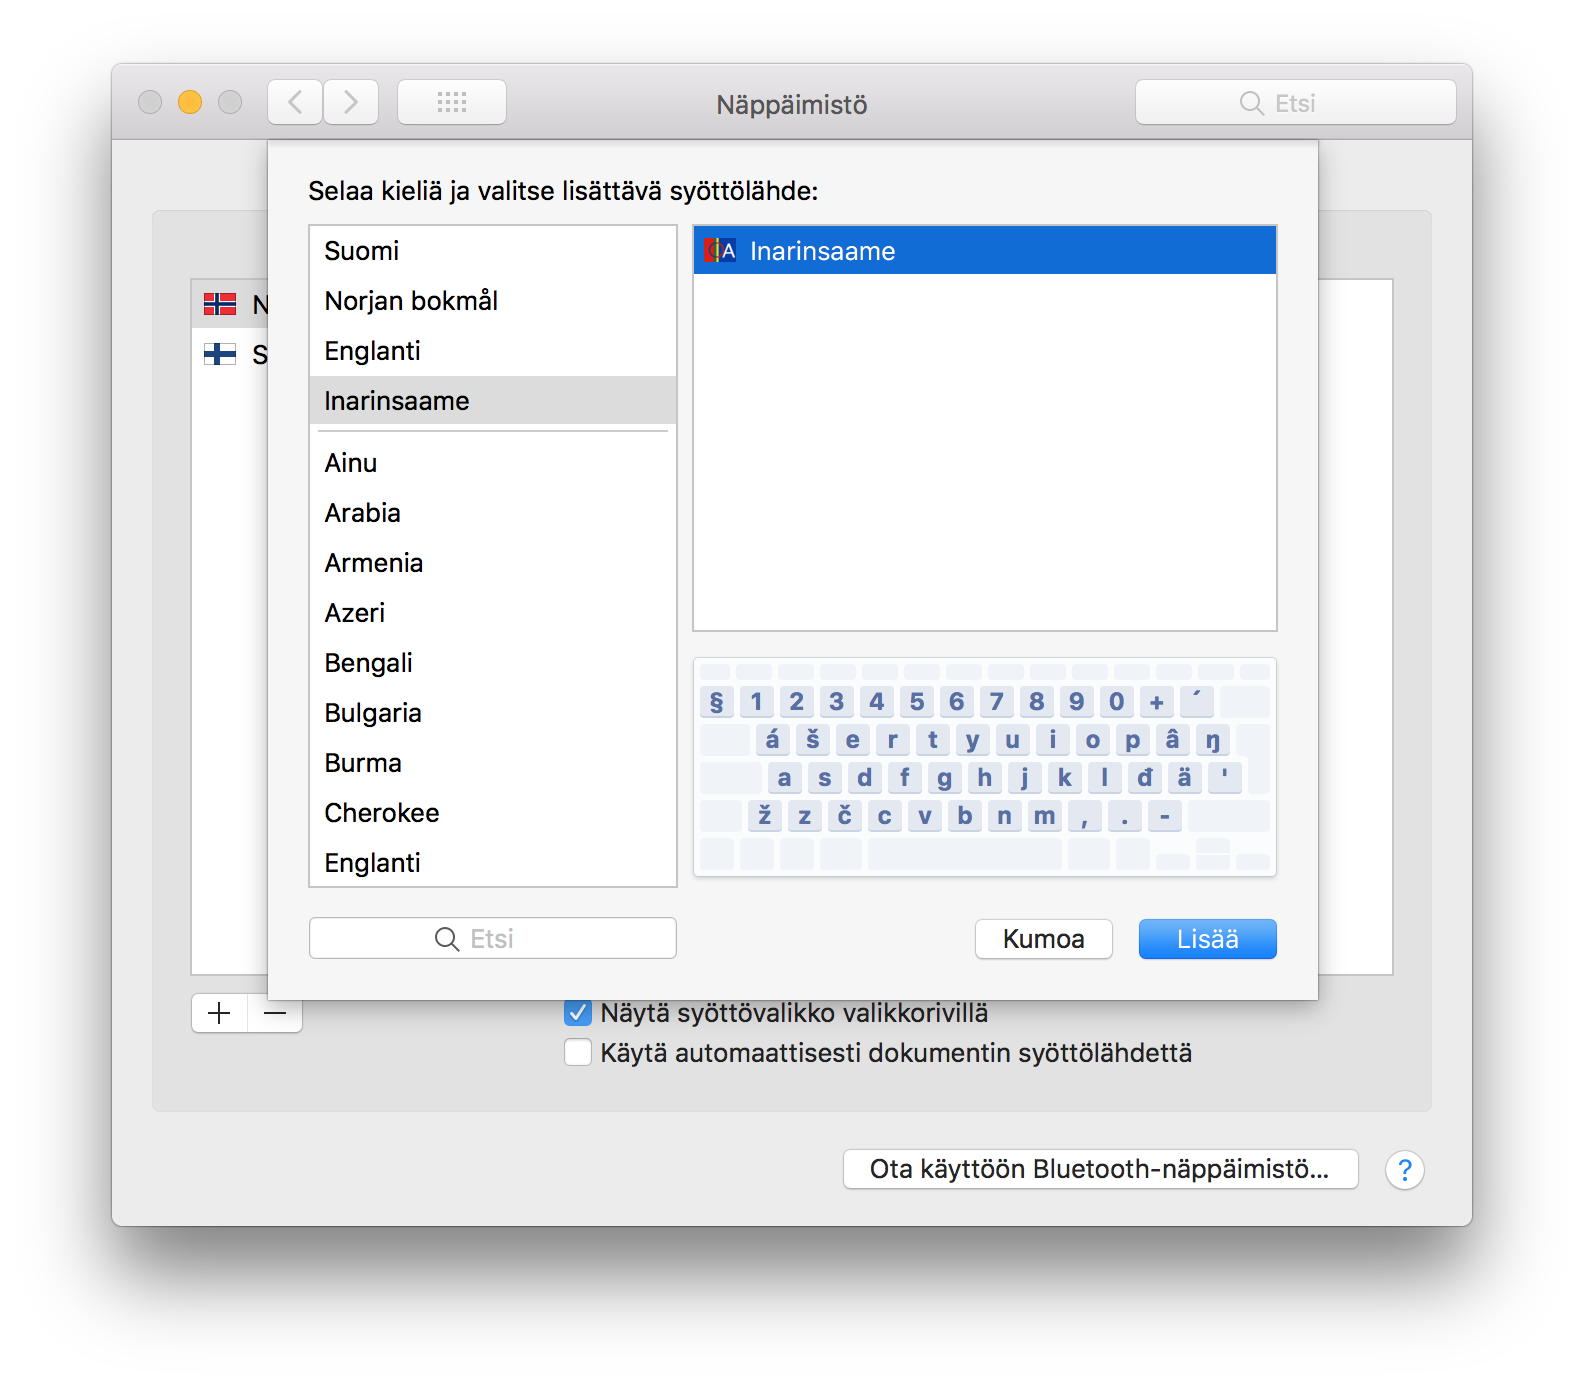 Näppäimistö
Etsi
Selaa kieliä ja valitse lisättävä syöttölähde:
Suomi
Norjan bokmål
Englanti
Inarinsaame
Ainu
Arabia
Armenia
Azeri
Bengali
Bulgaria
Burma
Cherokee
Englanti
Etsi
A Inarinsaame
§ 1 2 3 4 5 6 7 8 9 0 + ´
á š e r t y u i o p â ŋ
a s d f g h j k l đ ä '
ž z č c v b n m , . -
Kumoa
Lisää
N
S
Näytä syöttövalikko valikkorivillä
Käytä automaattisesti dokumentin syöttölähdettä
Ota käyttöön Bluetooth-näppäimistö...
?